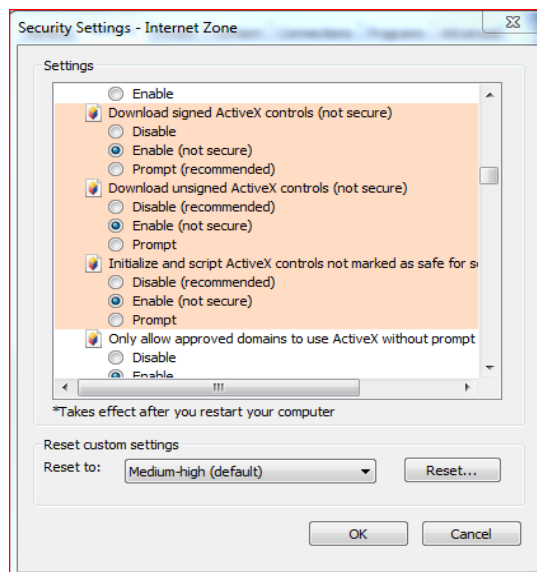 Security Settings - Internet Zone
Settings
Enable
Download signed ActiveX controls (not secure)
Disable
Enable (not secure)
Prompt (recommended)
Download unsigned ActiveX controls (not secure)
Disable (recommended)
Enable (not secure)
Prompt
Initialize and script ActiveX controls not marked as safe for s
Disable (recommended)
Enable (not secure)
Prompt
Only allow approved domains to use ActiveX without prompt
Disable
Enable
*Takes effect after you restart your computer
Reset custom settings
Reset to:
Medium-high (default)
Reset...
OK
Cancel